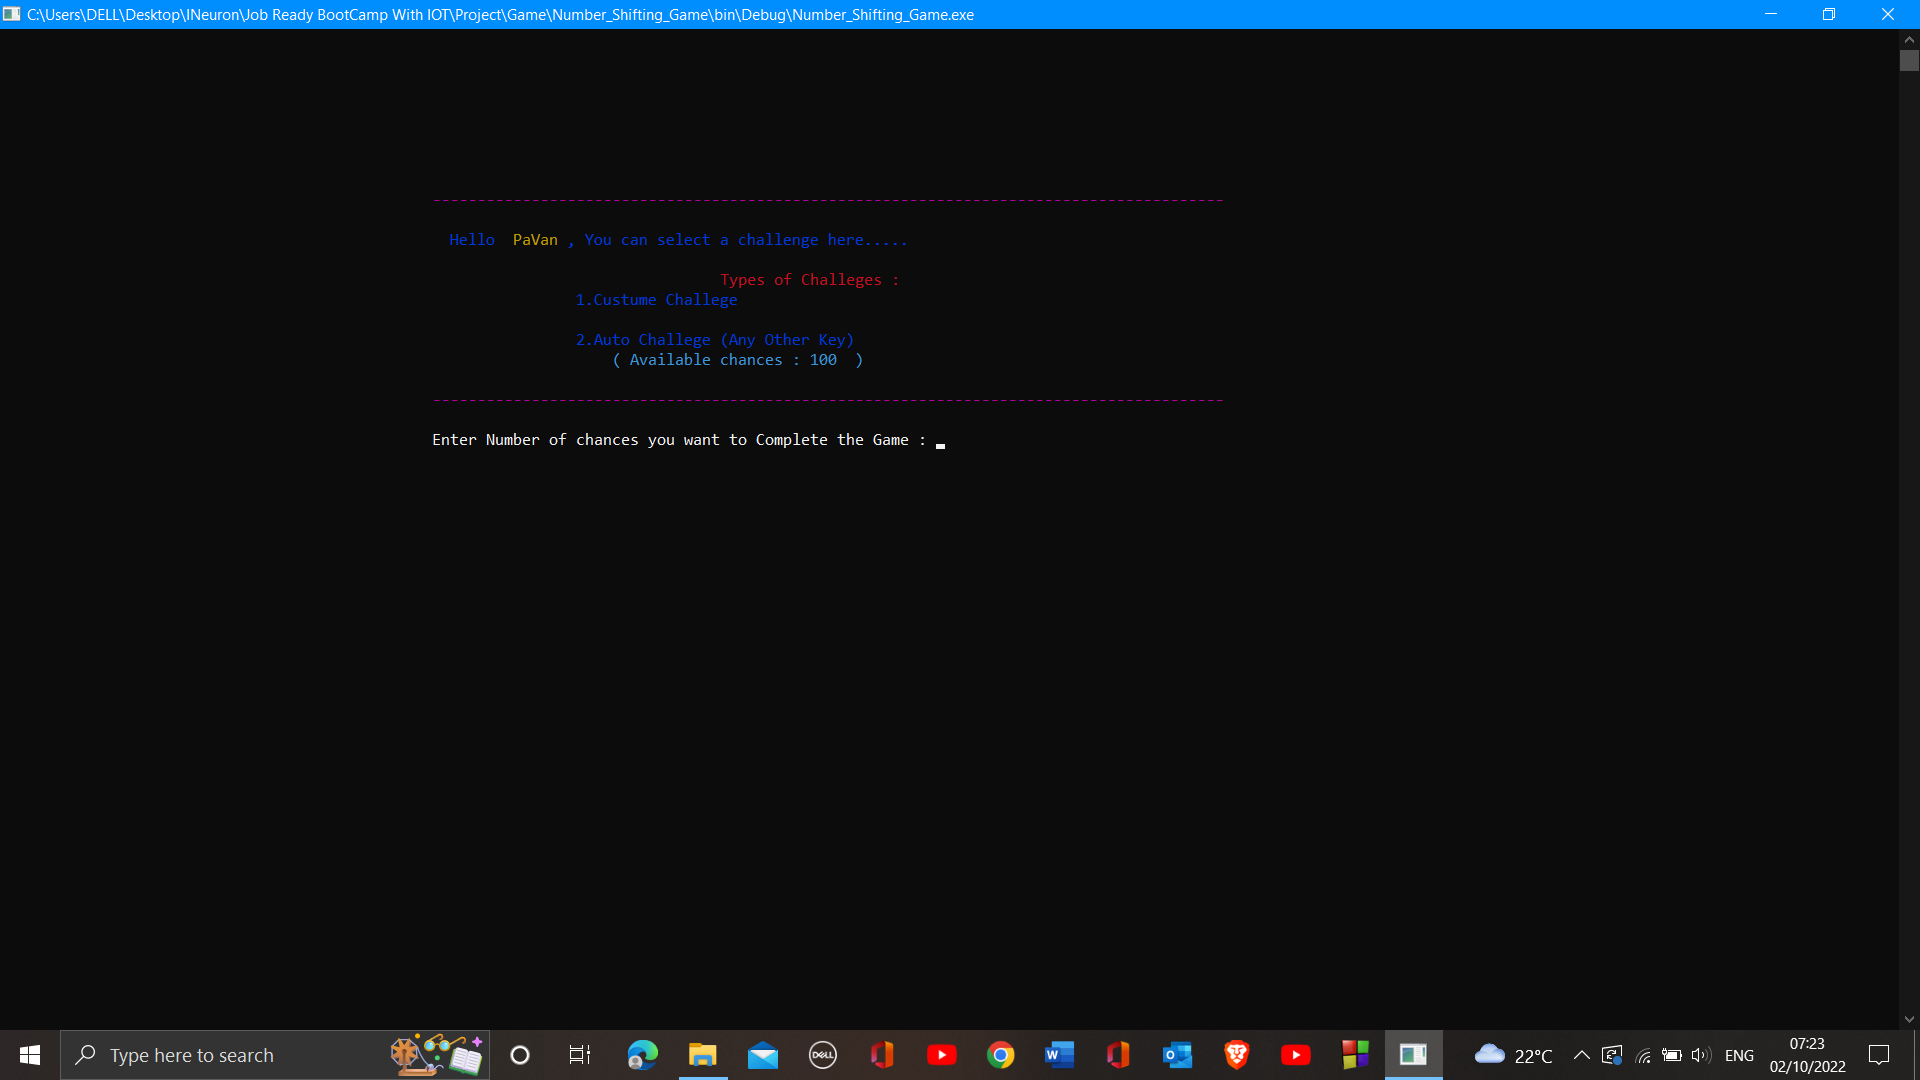 C:\Users\DELL\Desktop\INeuron\Job Ready BootCamp With IOT\Project\Game\Number_Shifting_Game\bin\Debug\Number_Shifting_Game.exe
----------------------------------------------------------------------------------------
Hello  PaVan , You can select a challenge here.....
Types of Challeges :
1.Custume Challege
2.Auto Challege (Any Other Key)
( Available chances : 100  )
----------------------------------------------------------------------------------------
Enter Number of chances you want to Complete the Game :
Type here to search
DELL
W
22°C
ENG
07:23
02/10/2022